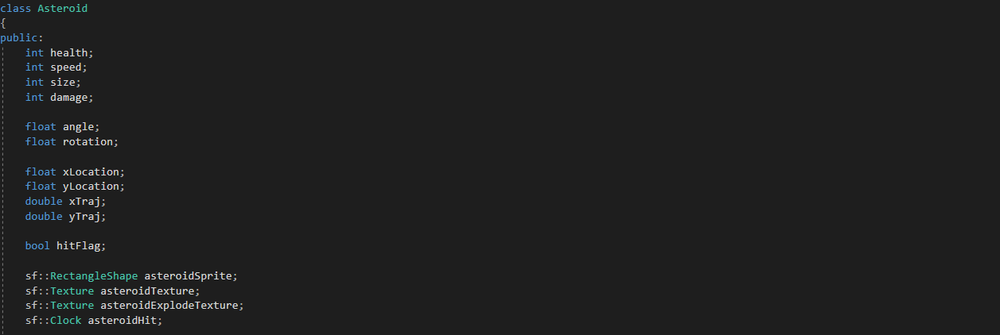 class Asteroid
{
public:
int health;
int speed;
int size;
int damage;
float angle;
float rotation;
float xLocation;
float yLocation;
double xTraj;
double yTraj;
bool hitFlag;
sf::RectangleShape asteroidSprite;
sf::Texture asteroidTexture;
sf::Texture asteroidExplodeTexture;
sf::Clock asteroidHit;